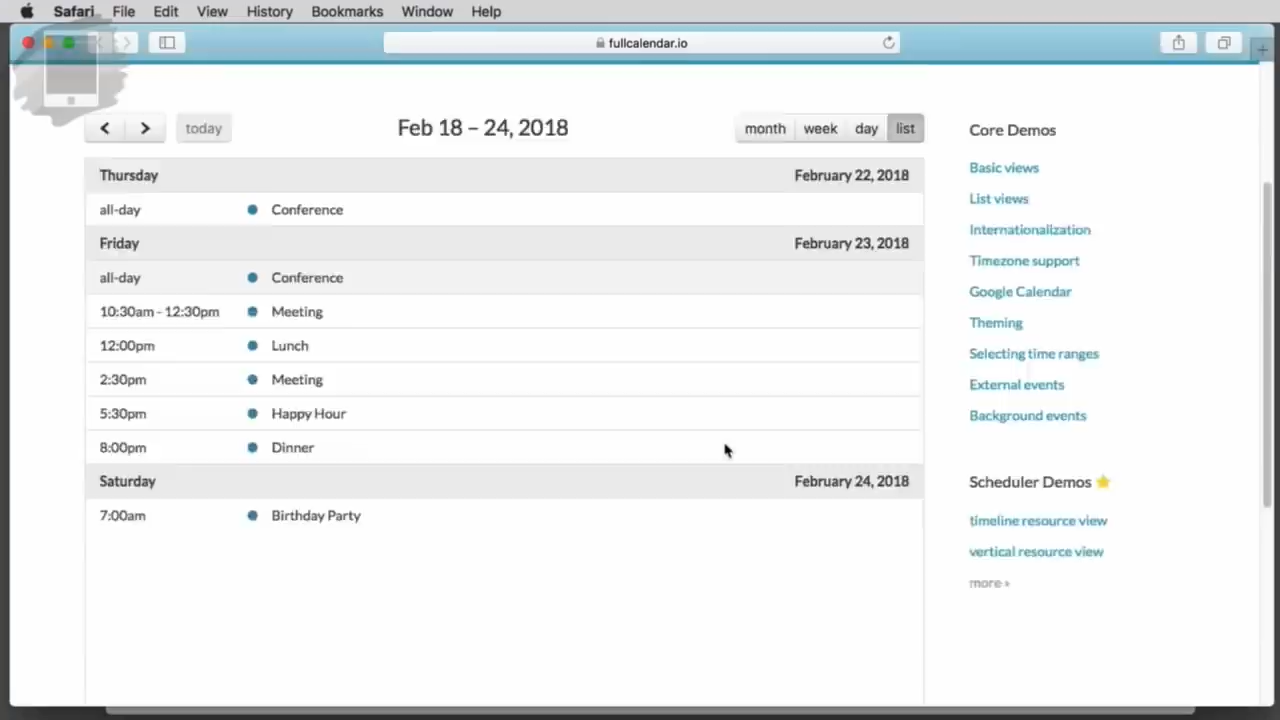 Safari File Edit View History Bookmarks Window Help
fullcalendar.io
today Feb 18 – 24, 2018 month week day list
Thursday February 22, 2018
all-day Conference
Friday February 23, 2018
all-day Conference
10:30am - 12:30pm Meeting
12:00pm Lunch
2:30pm Meeting
5:30pm Happy Hour
8:00pm Dinner
Saturday February 24, 2018
7:00am Birthday Party
Core Demos
Basic views
List views
Internationalization
Timezone support
Google Calendar
Theming
Selecting time ranges
External events
Background events
Scheduler Demos
timeline resource view
vertical resource view
more »